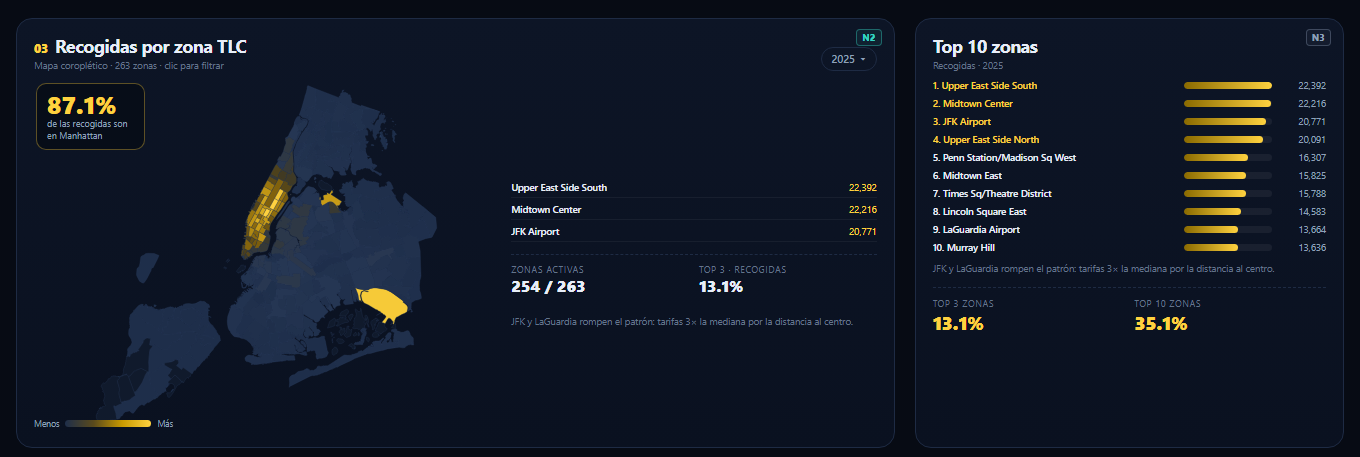 03 Recogidas por zona TLC
N2
Mapa coroplético · 263 zonas · clic para filtrar
2025
87.1%
de las recogidas son
en Manhattan
Menos
Más
Upper East Side South 22,392
Midtown Center 22,216
JFK Airport 20,771
ZONAS ACTIVAS
254 / 263
TOP 3 · RECOGIDAS
13.1%
JFK y LaGuardia rompen el patrón: tarifas 3× la mediana por la distancia al centro.
Top 10 zonas
N3
Recogidas · 2025
1. Upper East Side South 22,392
2. Midtown Center 22,216
3. JFK Airport 20,771
4. Upper East Side North 20,091
5. Penn Station/Madison Sq West 16,307
6. Midtown East 15,825
7. Times Sq/Theatre District 15,788
8. Lincoln Square East 14,583
9. LaGuardia Airport 13,664
10. Murray Hill 13,636
JFK y LaGuardia rompen el patrón: tarifas 3× la mediana por la distancia al centro.
TOP 3 ZONAS
13.1%
TOP 10 ZONAS
35.1%